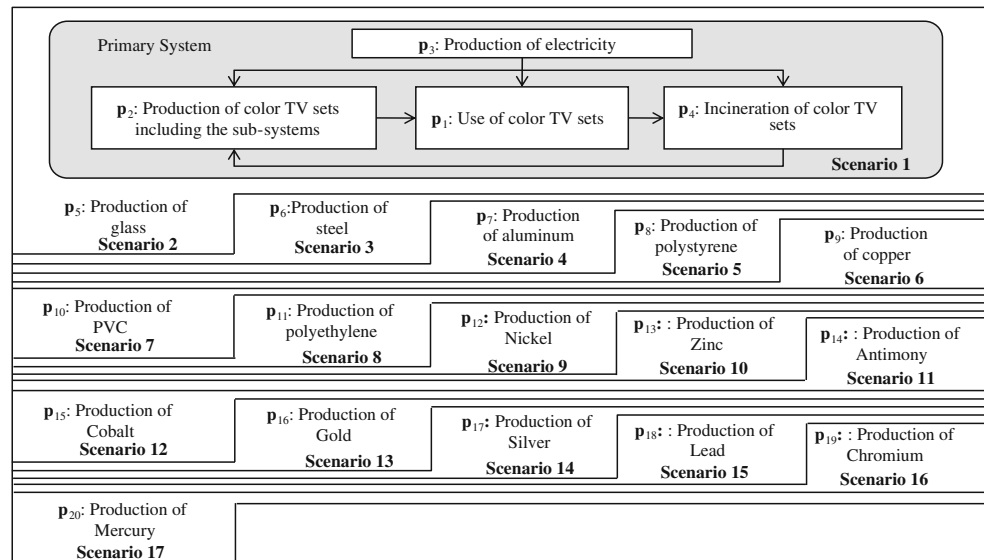 Primary System
p3: Production of electricity
p2: Production of color TV sets
including the sub-systems
p1: Use of color TV sets
p4: Incineration of color TV
sets
Scenario 1
p5: Production of
glass
Scenario 2
p6:Production of
steel
Scenario 3
p7: Production
of aluminum
Scenario 4
p8: Production of
polystyrene
Scenario 5
p9: Production
of copper
Scenario 6
p10: Production of
PVC
Scenario 7
p11: Production of
polyethylene
Scenario 8
p12: Production of
Nickel
Scenario 9
p13: : Production of
Zinc
Scenario 10
p14: : Production of
Antimony
Scenario 11
p15: Production of
Cobalt
Scenario 12
p16: Production of
Gold
Scenario 13
p17: Production of
Silver
Scenario 14
p18: : Production of
Lead
Scenario 15
p19: : Production of
Chromium
Scenario 16
p20: Production of
Mercury
Scenario 17